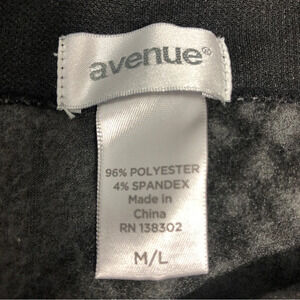 avenue®
96% POLYESTER
4% SPANDEX
Made in
China
RN 138302
M/L